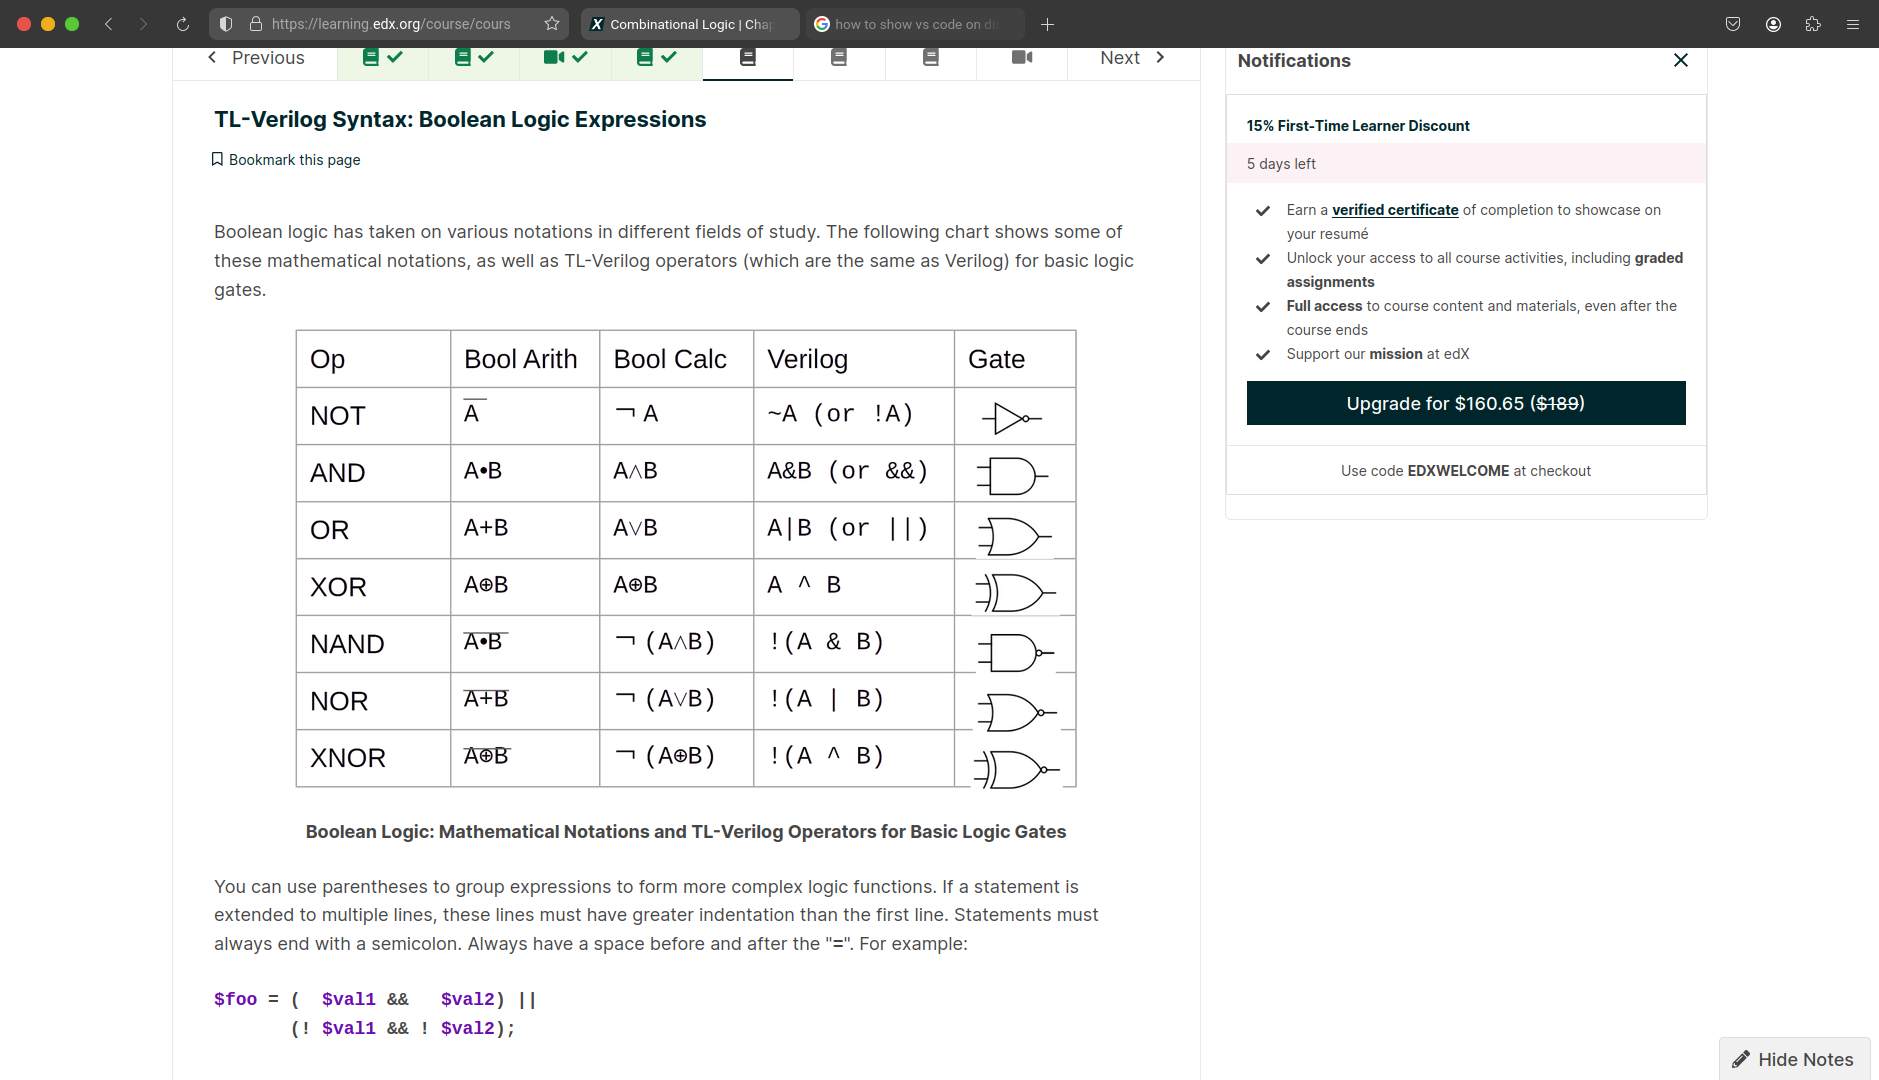 https://learning.edx.org/course/cours
Combinational Logic | Chap
how to show vs code on di
Previous
Next
TL-Verilog Syntax: Boolean Logic Expressions
Bookmark this page
Boolean logic has taken on various notations in different fields of study. The following chart shows some of
these mathematical notations, as well as TL-Verilog operators (which are the same as Verilog) for basic logic
gates.
Op Bool Arith Bool Calc Verilog Gate
NOT A̅ ¬ A ~A (or !A)
AND A•B A∧B A&B (or &&)
OR A+B A∨B A|B (or ||)
XOR A⊕B A⊕B A ^ B
NAND A̅•̅B̅ ¬ (A∧B) !(A & B)
NOR A̅+̅B̅ ¬ (A∨B) !(A | B)
XNOR A̅⊕̅B̅ ¬ (A⊕B) !(A ^ B)
Boolean Logic: Mathematical Notations and TL-Verilog Operators for Basic Logic Gates
You can use parentheses to group expressions to form more complex logic functions. If a statement is
extended to multiple lines, these lines must have greater indentation than the first line. Statements must
always end with a semicolon. Always have a space before and after the "=". For example:
$foo = (  $val1 &&   $val2) ||
       (! $val1 && ! $val2);
Notifications
15% First-Time Learner Discount
5 days left
Earn a verified certificate of completion to showcase on
your resumé
Unlock your access to all course activities, including graded
assignments
Full access to course content and materials, even after the
course ends
Support our mission at edX
Upgrade for $160.65 ($189)
Use code EDXWELCOME at checkout
Hide Notes